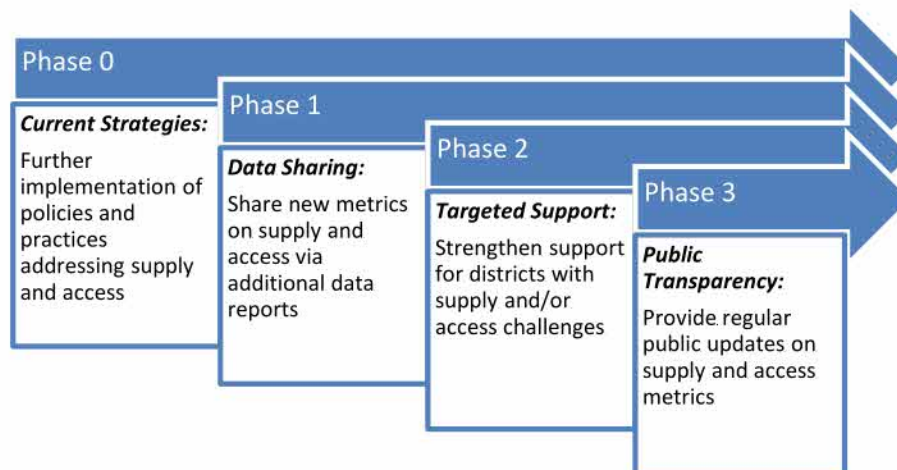 Phase 0
Current Strategies:
Further
implementation of
policies and
practices
addressing supply
and access
Phase 1
Data Sharing:
Share new metrics
on supply and
access via
additional data
reports
Phase 2
Targeted Support:
Strengthen support
for districts with
supply and/or
access challenges
Phase 3
Public
Transparency:
Provide regular
public updates on
supply and access
metrics